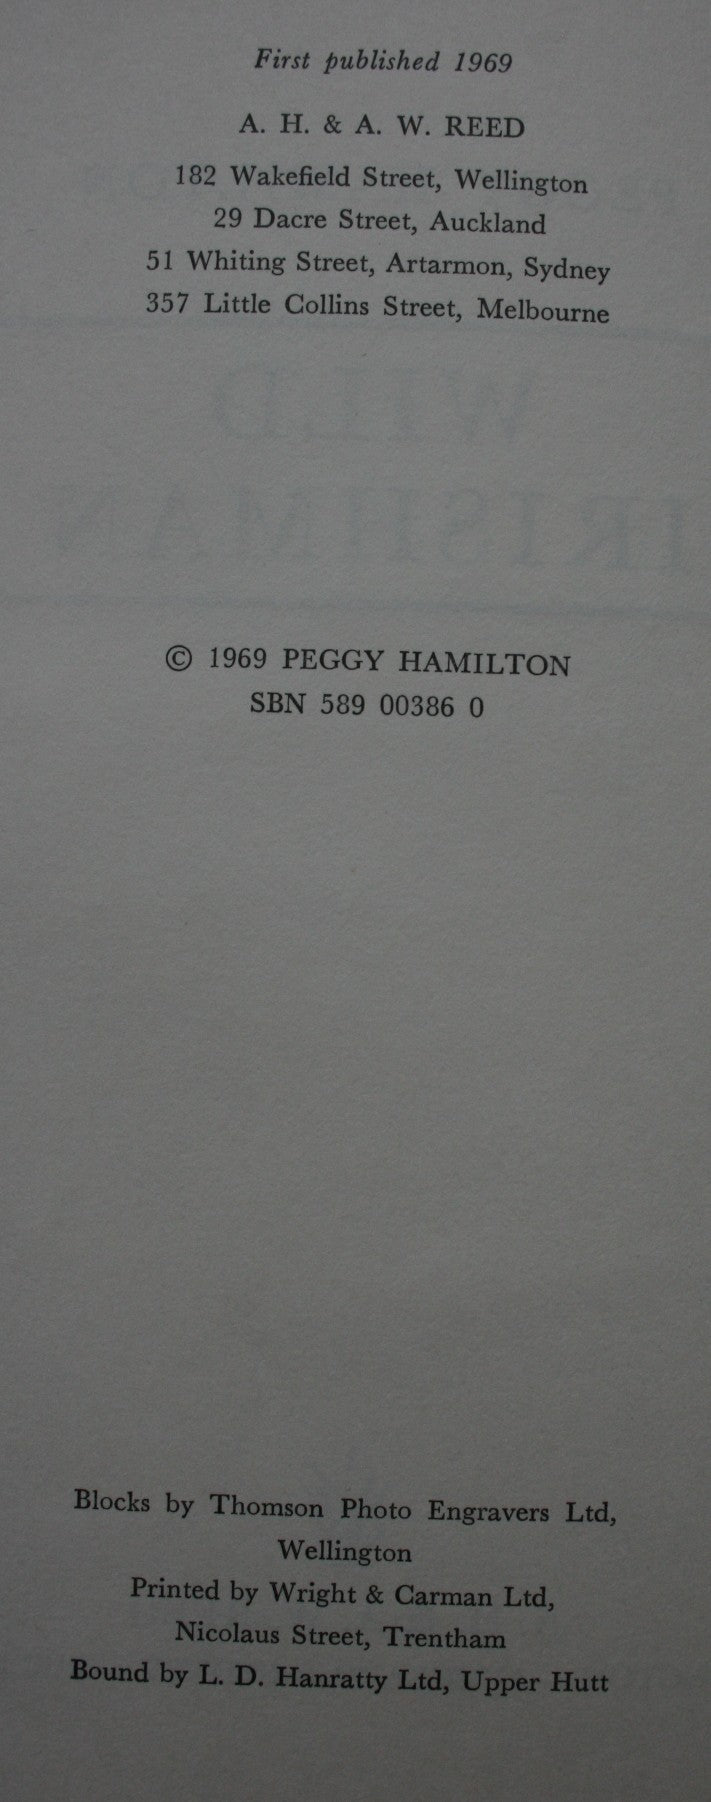 First published 1969
A. H. & A. W. REED
182 Wakefield Street, Wellington
29 Dacre Street, Auckland
51 Whiting Street, Artarmon, Sydney
357 Little Collins Street, Melbourne
WILD
IRISHMAN
© 1969 PEGGY HAMILTON
SBN 589 00386 0
Blocks by Thomson Photo Engravers Ltd,
Wellington
Printed by Wright & Carman Ltd,
Nicolaus Street, Trentham
Bound by L. D. Hanratty Ltd, Upper Hutt